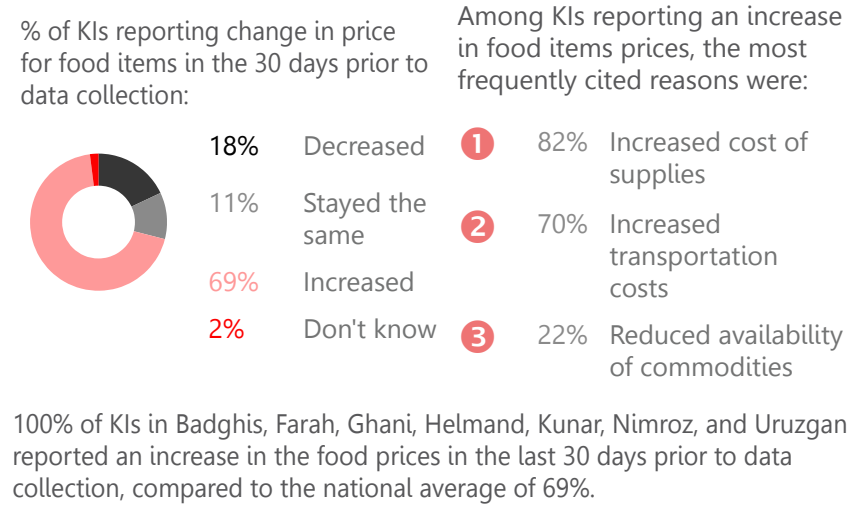 % of KIs reporting change in price
for food items in the 30 days prior to
data collection:
18% Decreased
11% Stayed the
same
69% Increased
2% Don't know
Among KIs reporting an increase
in food items prices, the most
frequently cited reasons were:
1 82% Increased cost of
supplies
2 70% Increased
transportation
costs
3 22% Reduced availability
of commodities
100% of KIs in Badghis, Farah, Ghani, Helmand, Kunar, Nimroz, and Uruzgan
reported an increase in the food prices in the last 30 days prior to data
collection, compared to the national average of 69%.